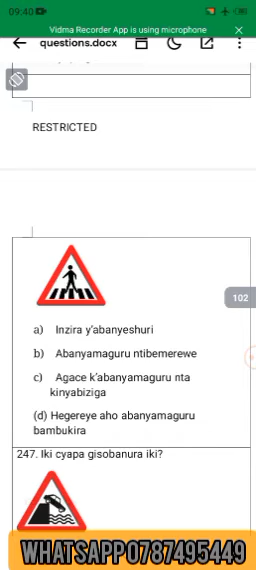 09:40
Vidma Recorder App is using microphone
questions.docx
RESTRICTED
102
a) Inzira y'abanyeshuri
b) Abanyamaguru ntibemerewe
c) Agace k'abanyamaguru nta
kinyabiziga
(d) Hegereye aho abanyamaguru
bambukira
247. Iki cyapa gisobanura iki?
WHATSAPP0787495449